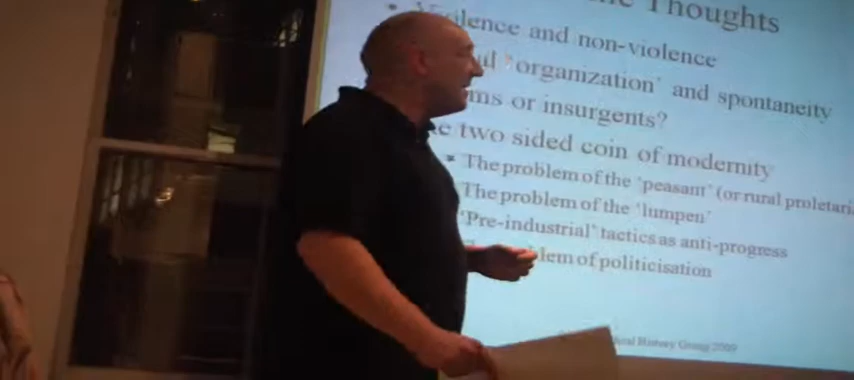 Thoughts
• Violence and non-violence
'organization' and spontaneity
or insurgents?
two sided coin of modernity
• The problem of the 'peasant' (or rural
The problem of the 'lumpen'
'Pre-industrial' tactics as anti-progress
of politicisation
History Group 2009